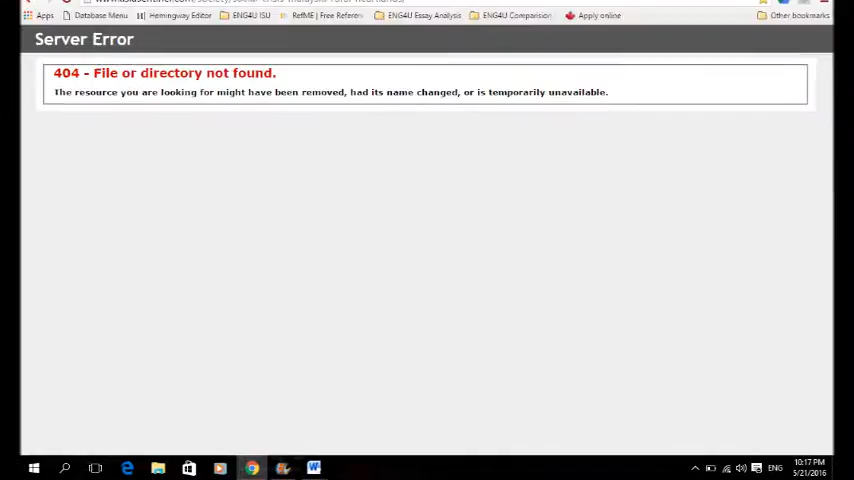 Apps Database Menu Hemingway Editor ENG4U ISU RefME | Free Referen ENG4U Essay Analysis ENG4U Comparision Apply online Other bookmarks
Server Error
404 - File or directory not found.
The resource you are looking for might have been removed, had its name changed, or is temporarily unavailable.
ENG
10:17 PM
5/21/2016